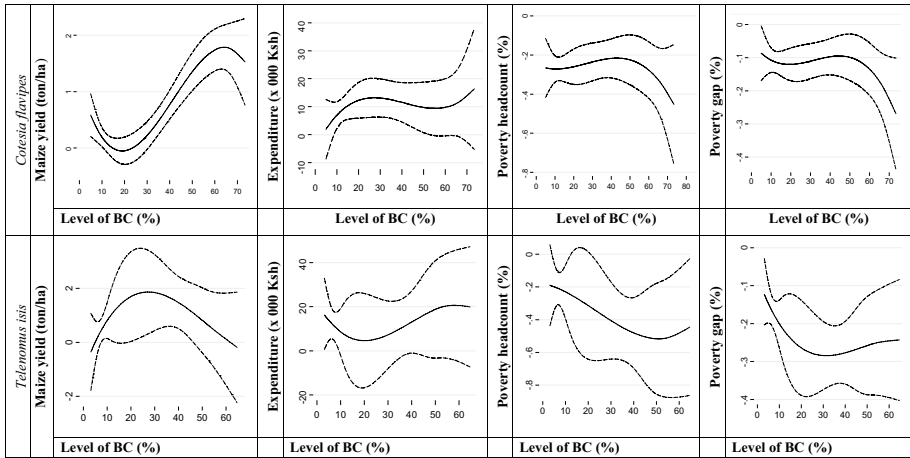 Cotesia flavipes
Maize yield (ton/ha)
2
1
0
0 10 20 30 40 50 60 70
Level of BC (%)
Expenditure (x 000 Ksh)
40
30
20
10
0
-10
0 10 20 30 40 50 60 70
Level of BC (%)
Poverty headcount (%)
0
-.2
-.4
-.6
-.8
0 10 20 30 40 50 60 70 80
Level of BC (%)
Poverty gap (%)
0
-.1
-.2
-.3
-.4
0 10 20 30 40 50 60 70
Level of BC (%)
Telenomus isis
Maize yield (ton/ha)
2
0
-2
0 10 20 30 40 50 60
Level of BC (%)
Expenditure (x 000 Ksh)
40
20
0
-20
0 10 20 30 40 50 60
Level of BC (%)
Poverty headcount (%)
0
-.2
-.4
-.6
-.8
0 10 20 30 40 50 60
Level of BC (%)
Poverty gap (%)
0
-.1
-.2
-.3
-.4
0 10 20 30 40 50 60
Level of BC (%)